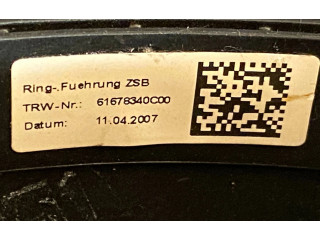 Ring-.Fuehrung ZSB
TRW-Nr.: 61678340C00
Datum: 11.04.2007